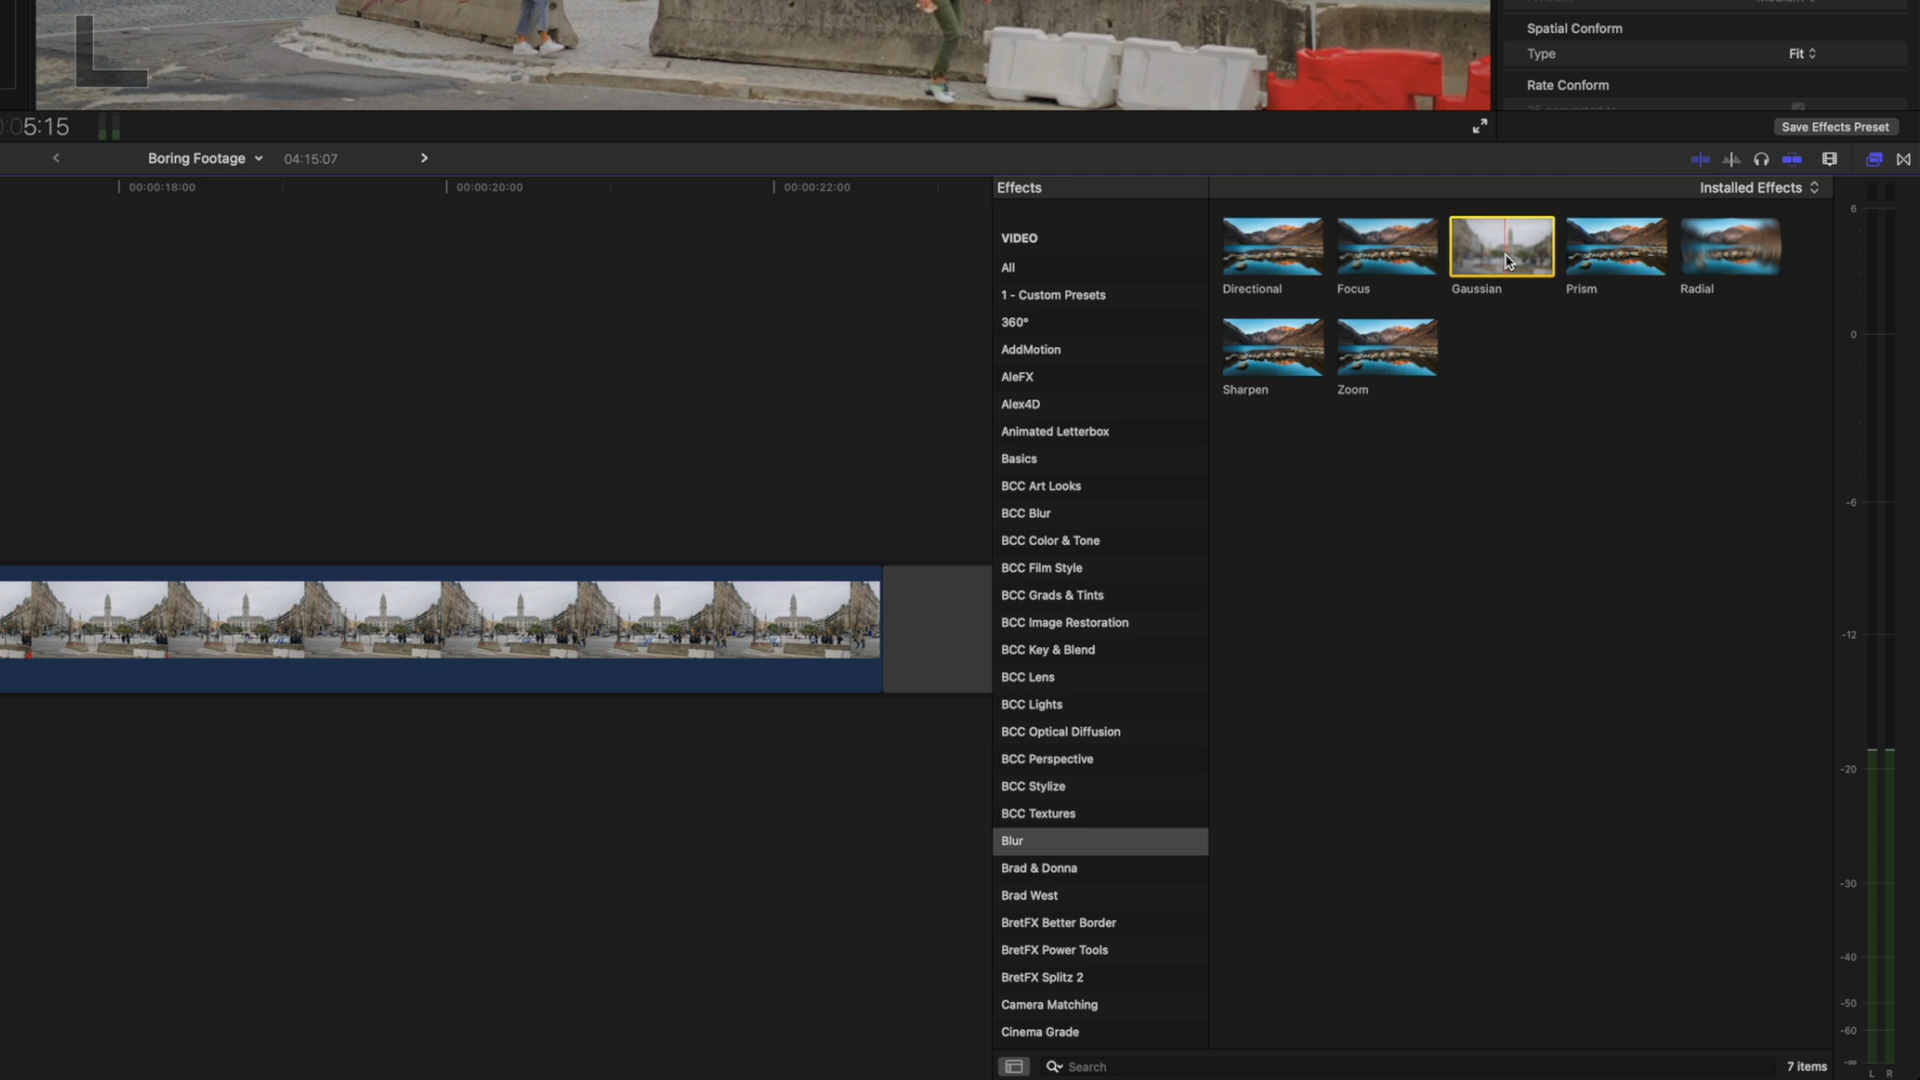 Spatial Conform
Type
Fit
Rate Conform
5:15
Save Effects Preset
Boring Footage
04:15:07
00:00:18:00
00:00:20:00
00:00:22:00
Effects
Installed Effects
VIDEO
All
1 - Custom Presets
360°
AddMotion
AleFX
Alex4D
Animated Letterbox
Basics
BCC Art Looks
BCC Blur
BCC Color & Tone
BCC Film Style
BCC Grads & Tints
BCC Image Restoration
BCC Key & Blend
BCC Lens
BCC Lights
BCC Optical Diffusion
BCC Perspective
BCC Stylize
BCC Textures
Blur
Brad & Donna
Brad West
BretFX Better Border
BretFX Power Tools
BretFX Splitz 2
Camera Matching
Cinema Grade
Directional
Focus
Gaussian
Prism
Radial
Sharpen
Zoom
6
0
-6
-12
-20
-30
-40
-50
-60
-∞
L R
Search
7 items